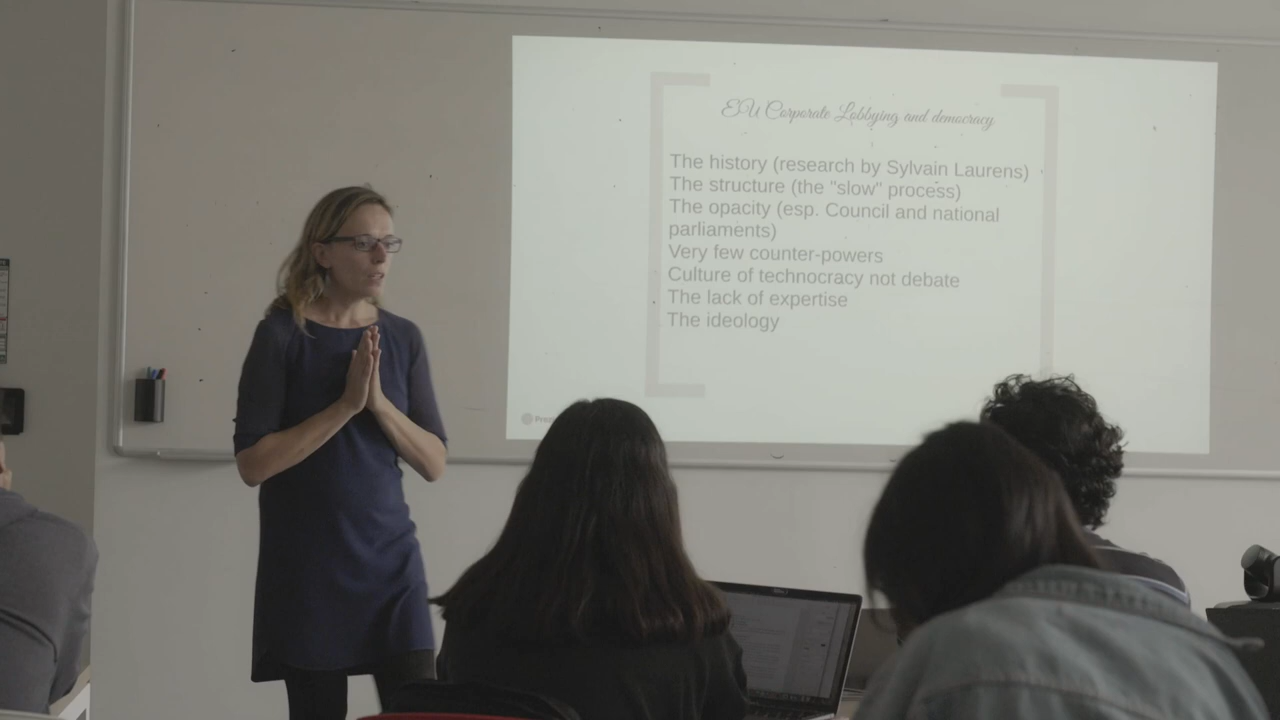 EU Corporate Lobbying and democracy
The history (research by Sylvain Laurens)
The structure (the "slow" process)
The opacity (esp. Council and national
parliaments)
Very few counter-powers
Culture of technocracy not debate
The lack of expertise
The ideology